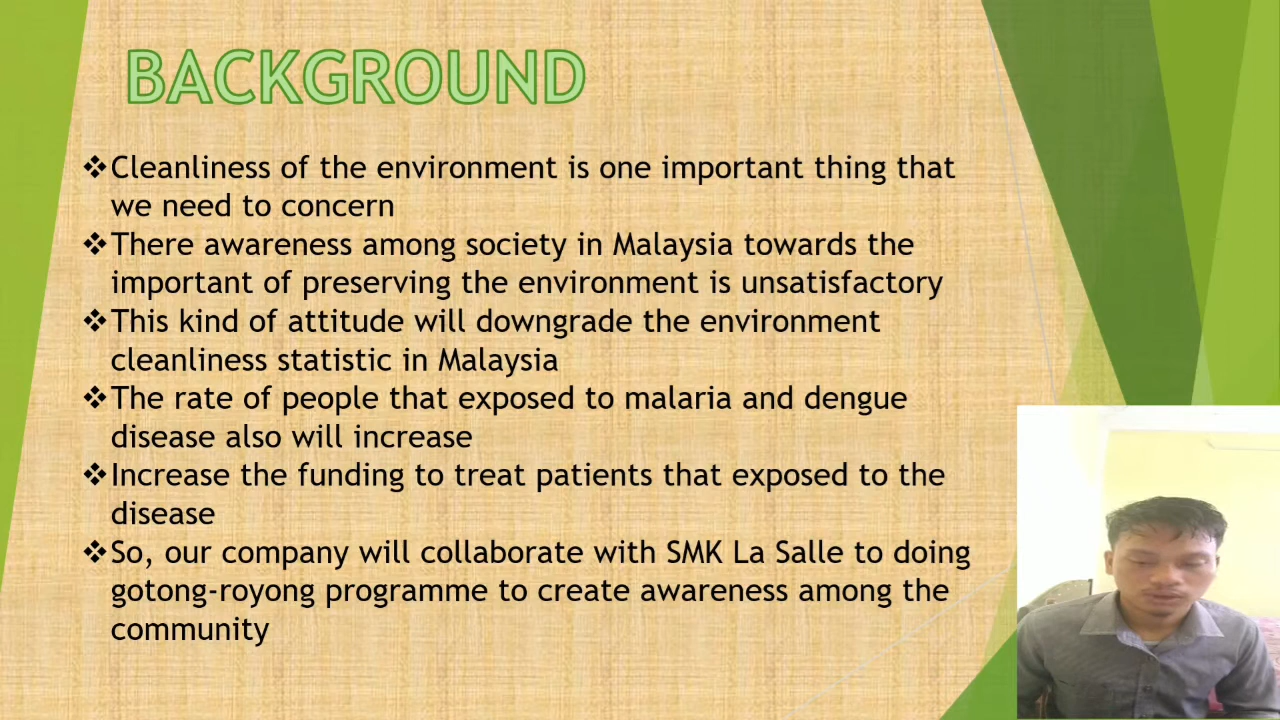 BACKGROUND
❖Cleanliness of the environment is one important thing that
we need to concern
❖There awareness among society in Malaysia towards the
important of preserving the environment is unsatisfactory
❖This kind of attitude will downgrade the environment
cleanliness statistic in Malaysia
❖The rate of people that exposed to malaria and dengue
disease also will increase
❖Increase the funding to treat patients that exposed to the
disease
❖So, our company will collaborate with SMK La Salle to doing
gotong-royong programme to create awareness among the
community